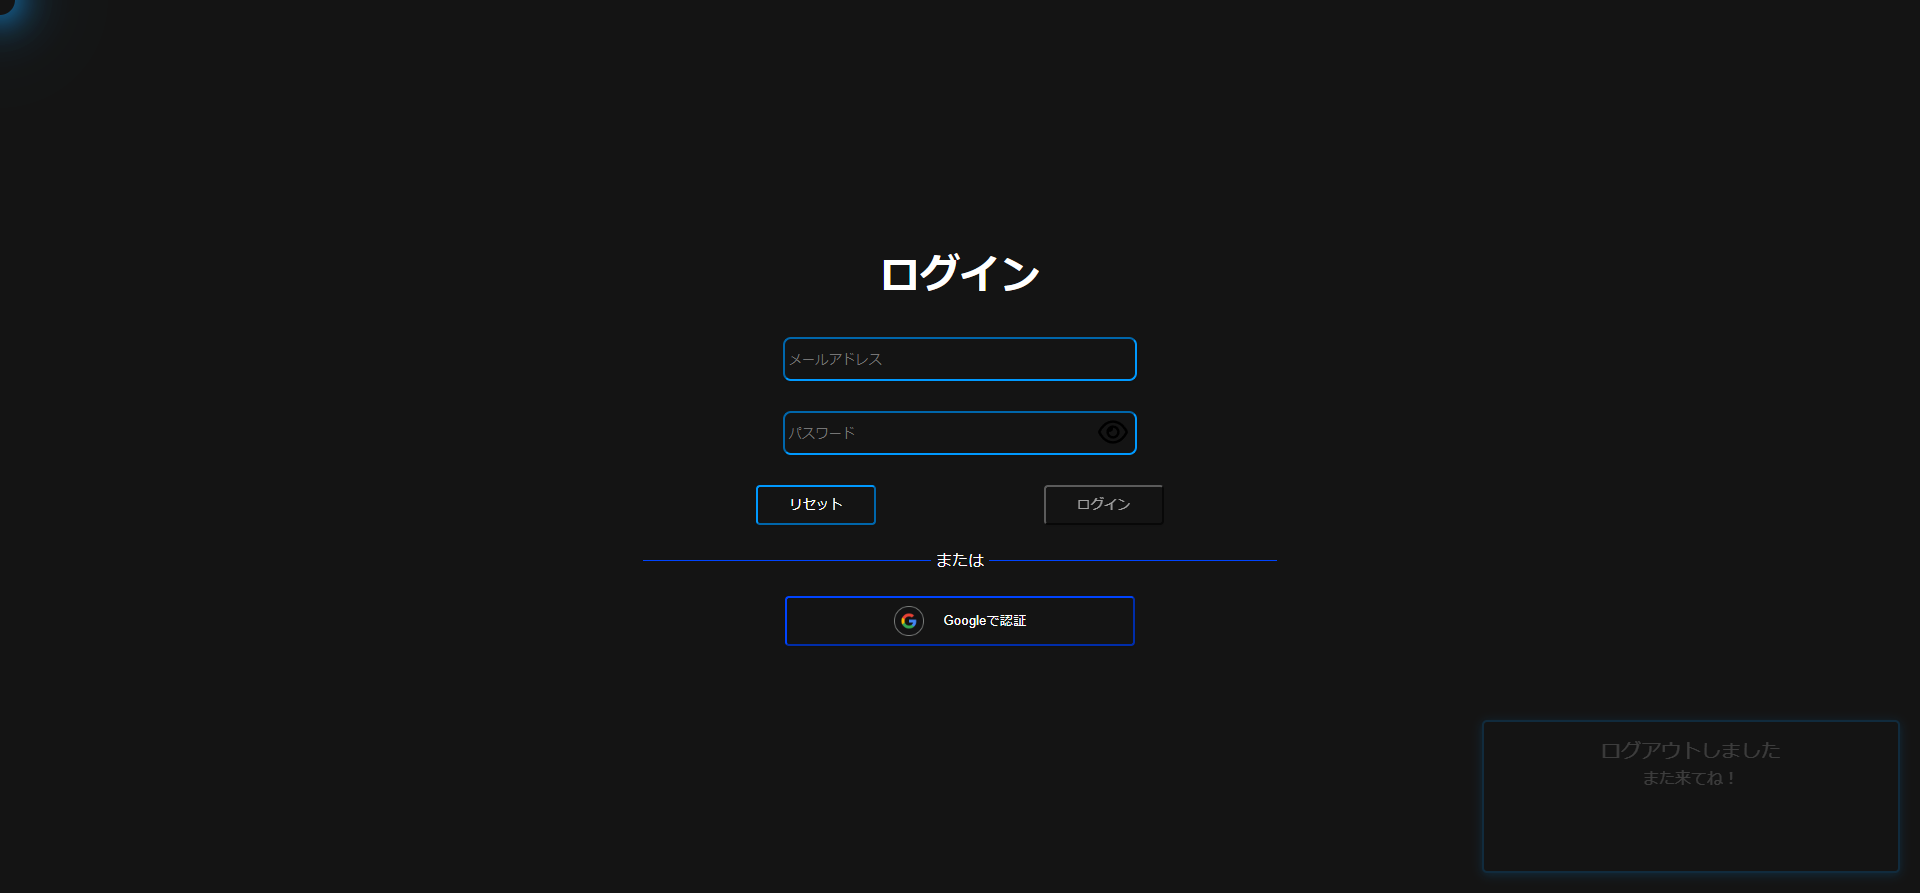 ログイン
メールアドレス
パスワード
リセット
ログイン
または
Googleで認証
ログアウトしました
また来てね！